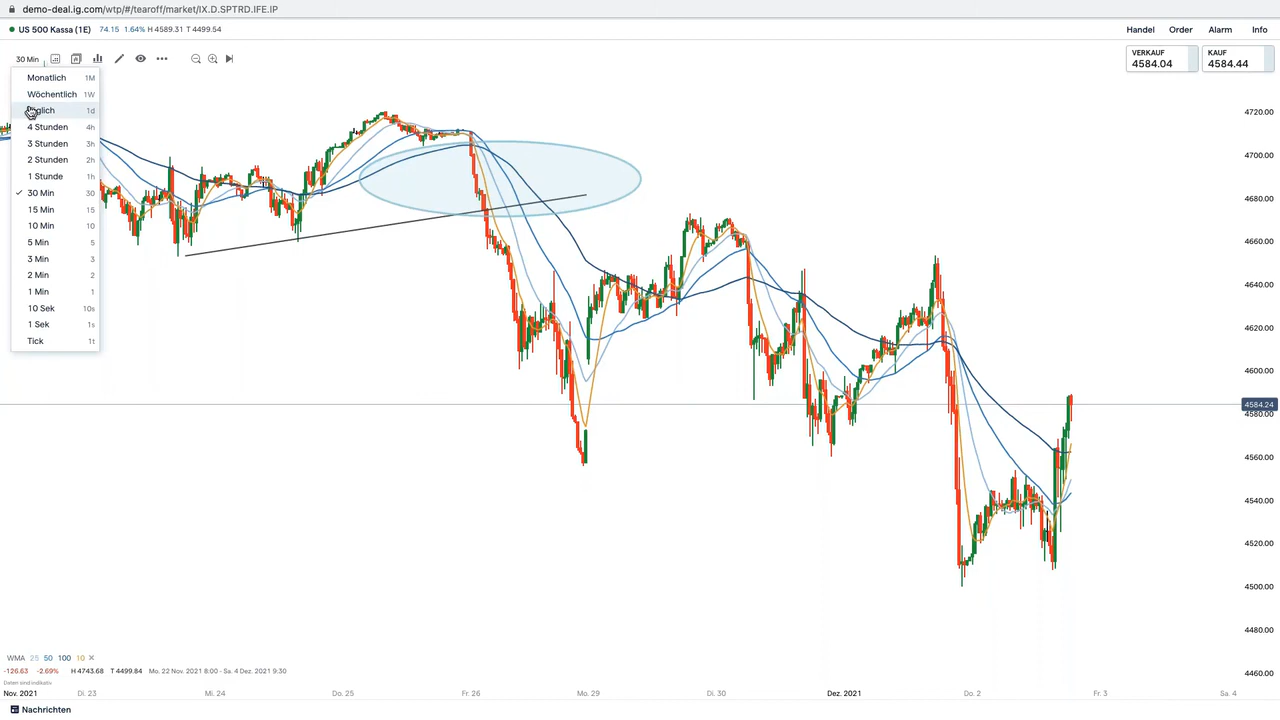 demo-deal.ig.com/wtp/#/tearoff/market/IX.D.SPTRD.IFE.IP
US 500 Kassa (1E) 74.15 1.64% H 4589.31 T 4499.54
Handel Order Alarm Info
30 Min
VERKAUF
4584.04
KAUF
4584.44
Monatlich 1M
Wöchentlich 1W
1d
4 Stunden 4h
3 Stunden 3h
2 Stunden 2h
1 Stunde 1h
30 Min 30
15 Min 15
10 Min 10
5 Min 5
3 Min 3
2 Min 2
1 Min 1
10 Sek 10s
1 Sek 1s
Tick 1t
4720.00
4700.00
4680.00
4660.00
4640.00
4620.00
4600.00
4584.24
4580.00
4560.00
4540.00
4520.00
4500.00
4480.00
4460.00
WMA 25 50 100 10
-126.63 -2.69% H 4743.68 T 4499.84 Mo. 22 Nov. 2021 8:00 - Sa. 4 Dez. 2021 9:30
Daten sind indikativ
Nov. 2021 Di. 23 Mi. 24 Do. 25 Fr. 26 Mo. 29 Di. 30 Dez. 2021 Do. 2 Fr. 3 Sa. 4
Nachrichten